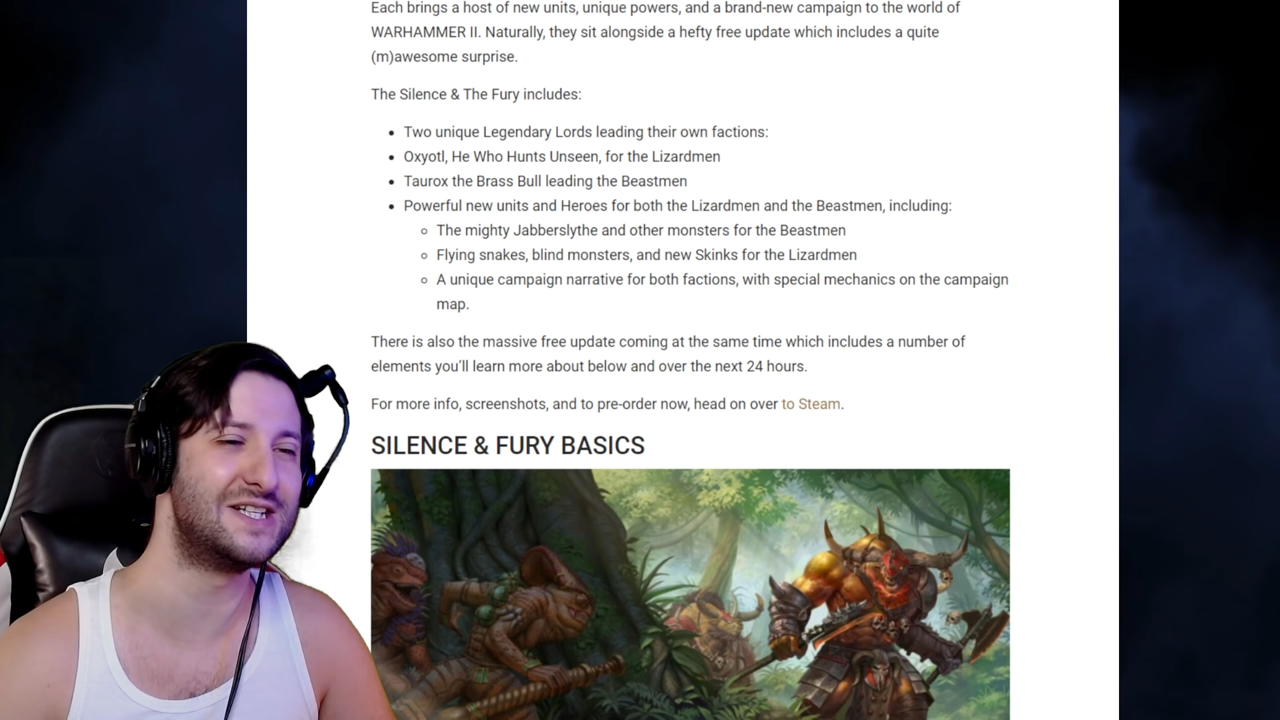 Each brings a host of new units, unique powers, and a brand-new campaign to the world of
WARHAMMER II. Naturally, they sit alongside a hefty free update which includes a quite
(m)awesome surprise.
The Silence & The Fury includes:
Two unique Legendary Lords leading their own factions:
Oxyotl, He Who Hunts Unseen, for the Lizardmen
Taurox the Brass Bull leading the Beastmen
Powerful new units and Heroes for both the Lizardmen and the Beastmen, including:
The mighty Jabberslythe and other monsters for the Beastmen
Flying snakes, blind monsters, and new Skinks for the Lizardmen
A unique campaign narrative for both factions, with special mechanics on the campaign
map.
There is also the massive free update coming at the same time which includes a number of
elements you'll learn more about below and over the next 24 hours.
For more info, screenshots, and to pre-order now, head on over to Steam.
SILENCE & FURY BASICS